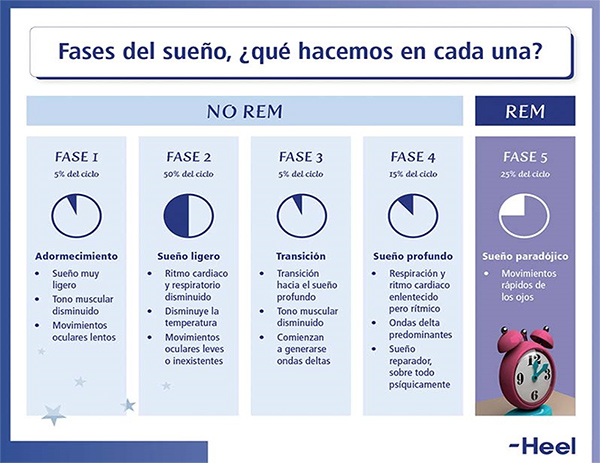 Fases del sueño, ¿qué hacemos en cada una?
NO REM
REM
FASE 1
5% del ciclo
Adormecimiento
• Sueño muy
ligero
• Tono muscular
disminuido
• Movimientos
oculares lentos
FASE 2
50% del ciclo
Sueño ligero
• Ritmo cardiaco
y respiratorio
disminuido
• Disminuye la
temperatura
• Movimientos
oculares leves
o inexistentes
FASE 3
5% del ciclo
Transición
• Transición
hacia el sueño
profundo
• Tono muscular
disminuido
• Comienzan
a generarse
ondas deltas
FASE 4
15% del ciclo
Sueño profundo
• Respiración y
ritmo cardiaco
enlentecido
pero rítmico
• Ondas delta
predominantes
• Sueño
reparador,
sobre todo
psíquicamente
FASE 5
25% del ciclo
Sueño paradójico
• Movimientos
rápidos de
los ojos
-Heel